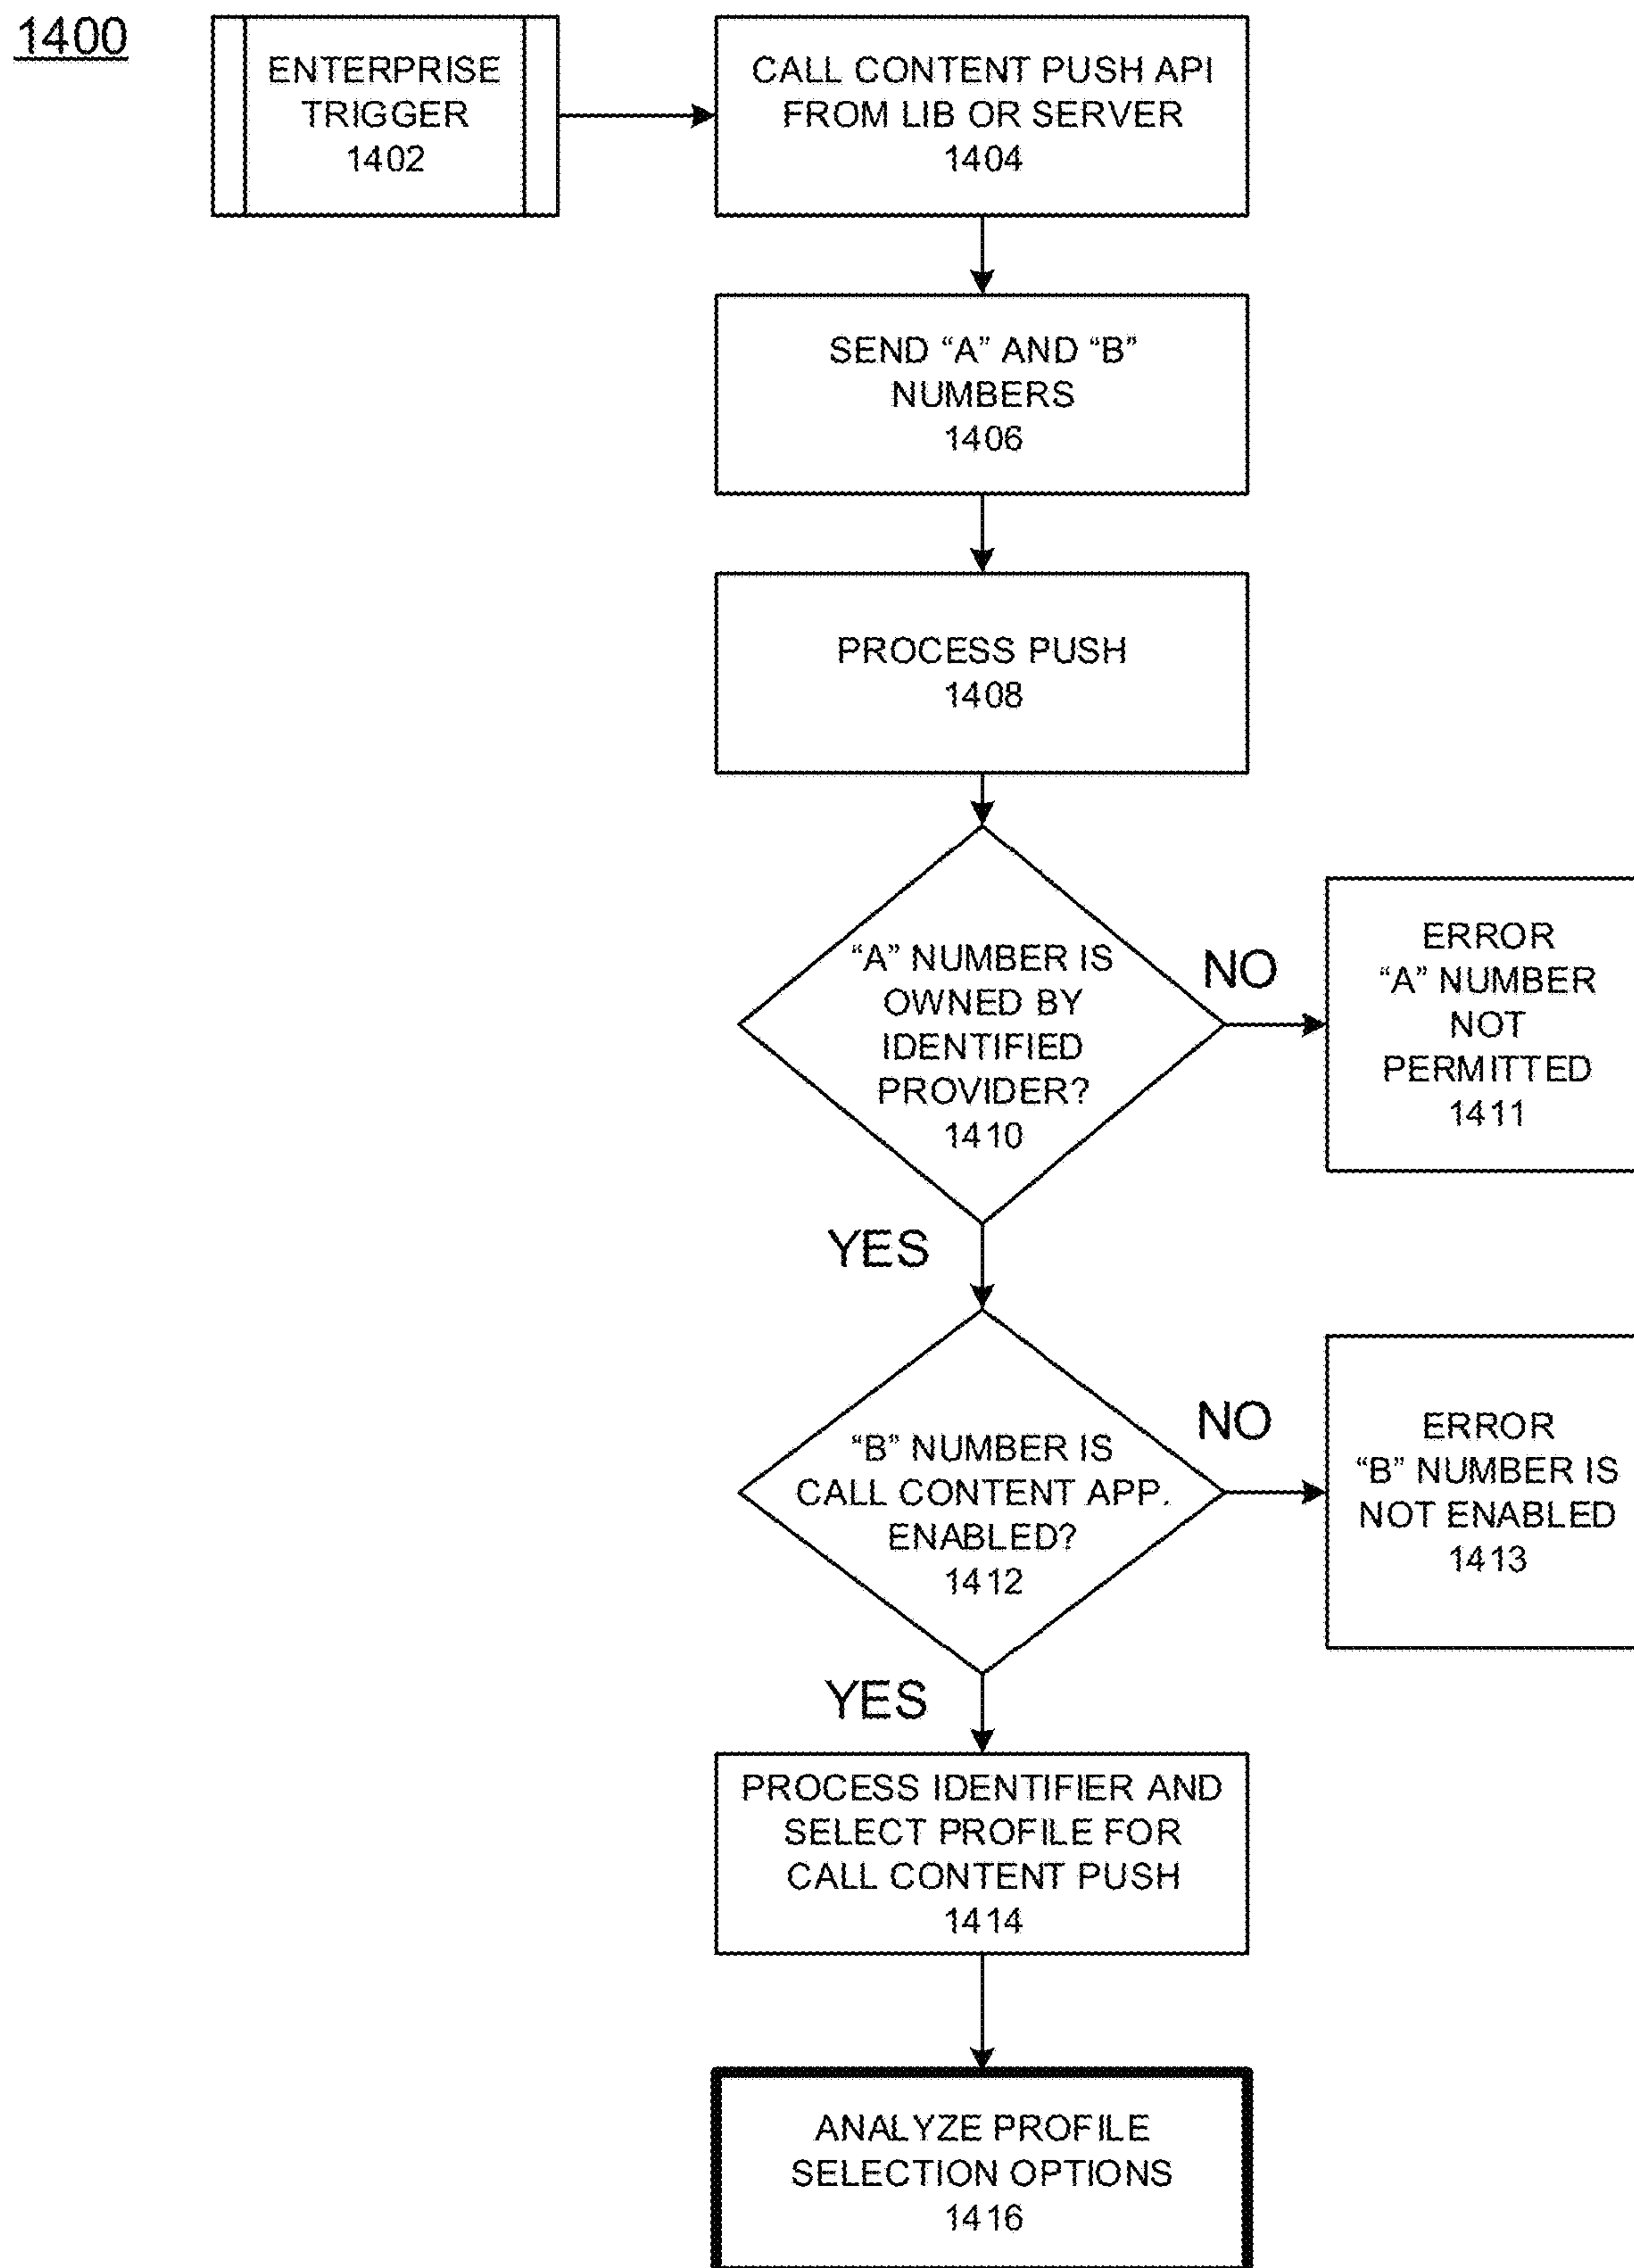 1400
ENTERPRISE
TRIGGER
1402
CALL CONTENT PUSH API
FROM LIB OR SERVER
1404
SEND “A” AND “B”
NUMBERS
1406
PROCESS PUSH
1408
“A” NUMBER IS
OWNED BY
IDENTIFIED
PROVIDER?
1410
NO
ERROR
“A” NUMBER
NOT
PERMITTED
1411
YES
“B” NUMBER IS
CALL CONTENT APP.
ENABLED?
1412
NO
ERROR
“B” NUMBER IS
NOT ENABLED
1413
YES
PROCESS IDENTIFIER AND
SELECT PROFILE FOR
CALL CONTENT PUSH
1414
ANALYZE PROFILE
SELECTION OPTIONS
1416